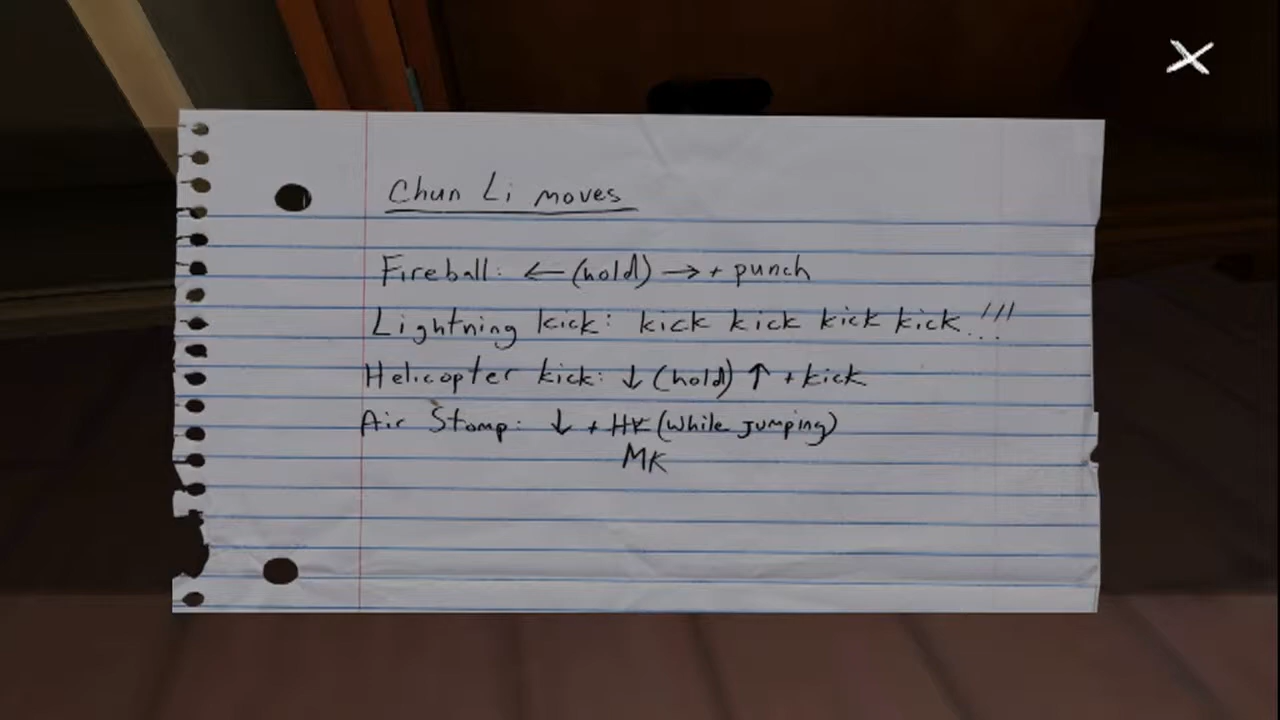 Chun Li moves
Fireball: ← (hold) → + punch
Lightning kick: kick kick kick kick!!!
Helicopter kick: ↓ (hold) ↑ + kick
Air Stomp: ↓ + HK (while jumping)
MK